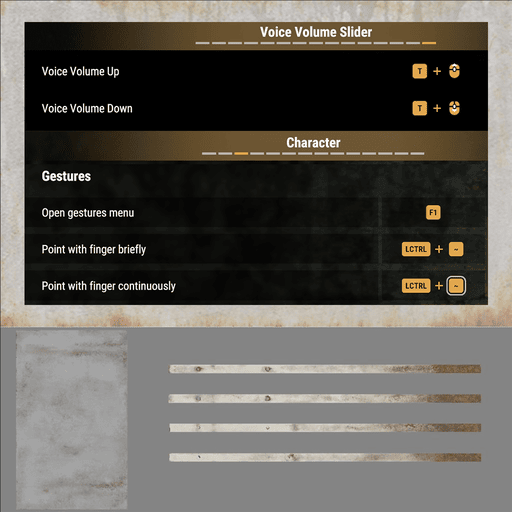 Voice Volume Slider
Voice Volume Up T + 
Voice Volume Down T + 
Character
Gestures
Open gestures menu F1
Point with finger briefly LCTRL + ~
Point with finger continuously LCTRL + ~